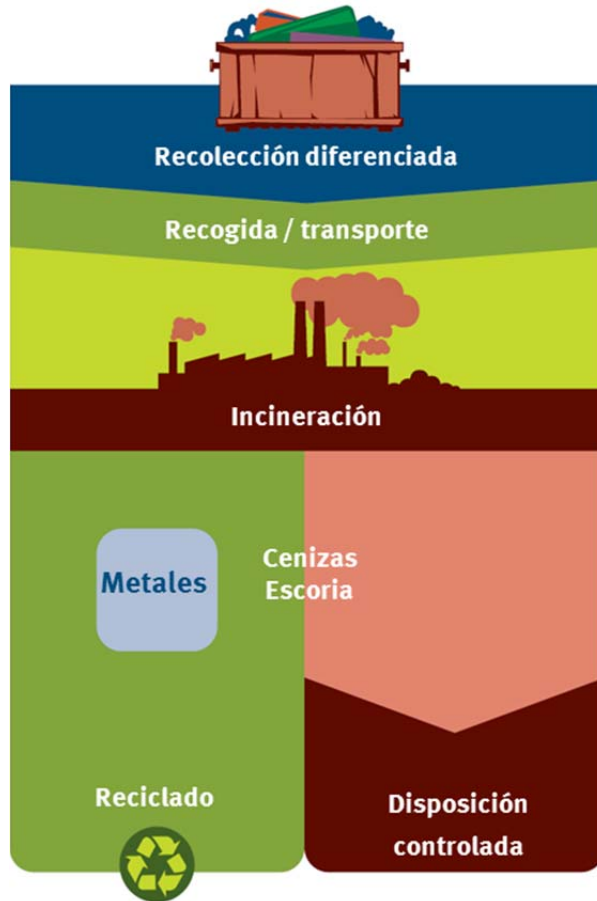 Recolección diferenciada
Recogida / transporte
Incineración
Metales
Cenizas
Escoria
Reciclado
Disposición
controlada